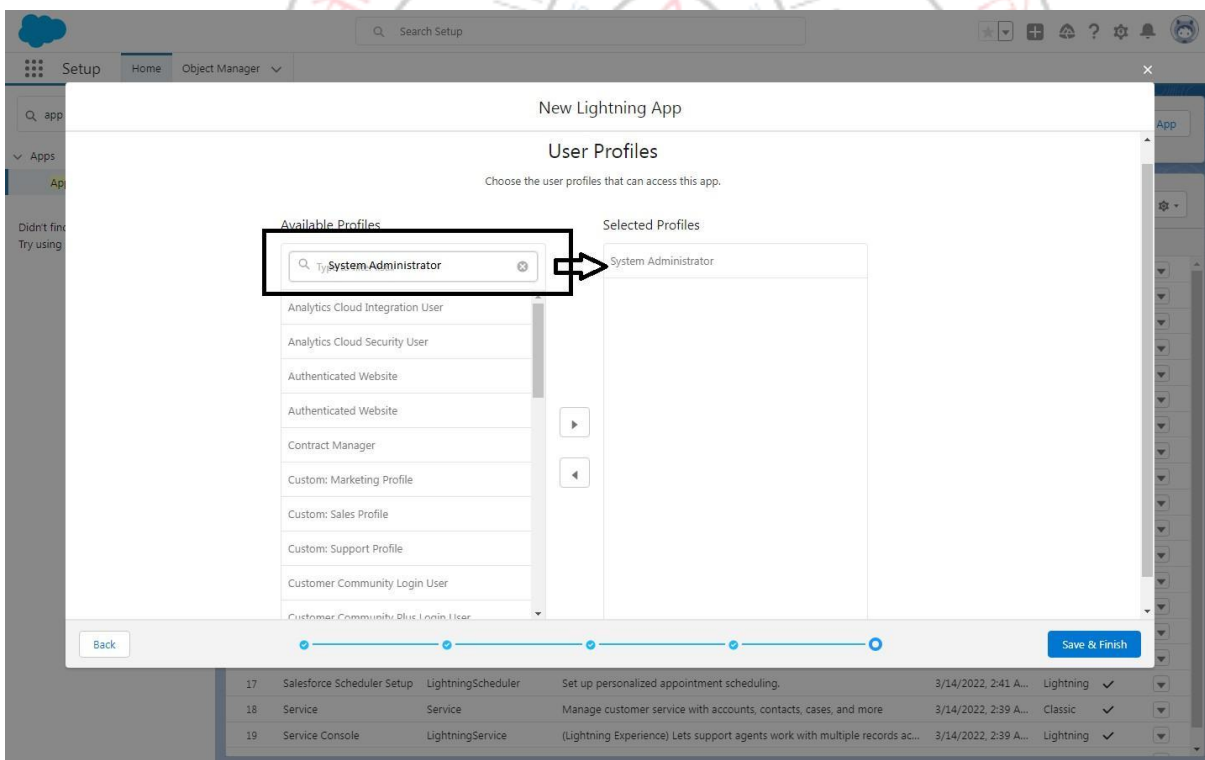 Search Setup
Setup
Home
Object Manager
app
New Lightning App
App
Apps
User Profiles
Choose the user profiles that can access this app.
Didn't
Try using
Available Profiles
Selected Profiles
System Administrator
System Administrator
Analytics Cloud Integration User
Analytics Cloud Security User
Authenticated Website
Authenticated Website
Contract Manager
Custom: Marketing Profile
Custom: Sales Profile
Custom: Support Profile
Customer Community Login User
Customer Community Plus Login User
Back
Save & Finish
17 Salesforce Scheduler Setup LightningScheduler Set up personalized appointment scheduling. 3/14/2022, 2:41 A... Lightning
18 Service Service Manage customer service with accounts, contacts, cases, and more 3/14/2022, 2:39 A... Classic
19 Service Console LightningService (Lightning Experience) Lets support agents work with multiple records ac... 3/14/2022, 2:39 A... Lightning